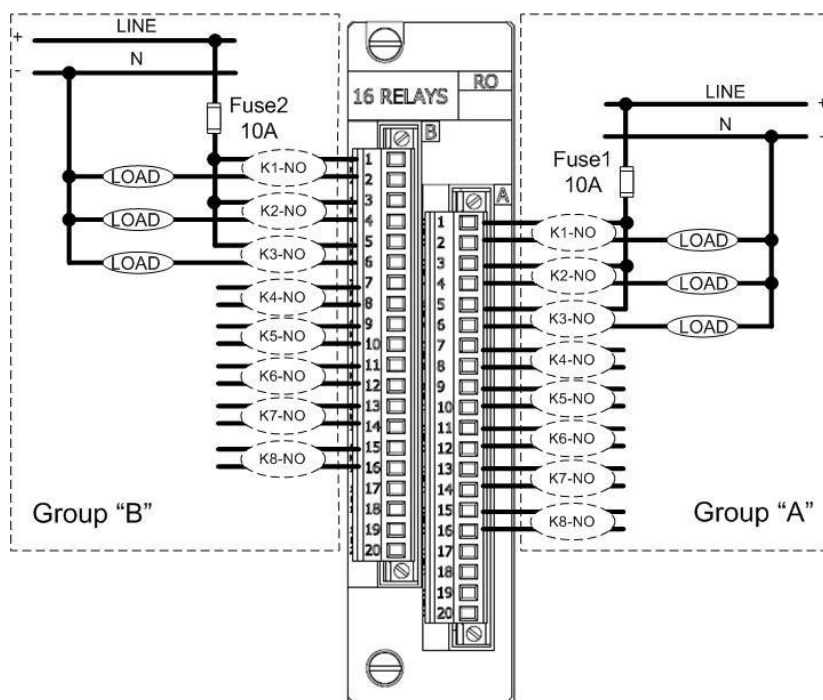 LINE
+
N
-
Fuse2
10A
K1-NO
LOAD
K2-NO
LOAD
K3-NO
LOAD
K4-NO
K5-NO
K6-NO
K7-NO
K8-NO
Group "B"
RO
16 RELAYS
B
1
2
3
4
5
6
7
8
9
10
11
12
13
14
15
16
17
18
19
20
A
1
2
3
4
5
6
7
8
9
10
11
12
13
14
15
16
17
18
19
20
LINE
+
N
-
Fuse1
10A
K1-NO
LOAD
K2-NO
LOAD
K3-NO
LOAD
K4-NO
K5-NO
K6-NO
K7-NO
K8-NO
Group "A"